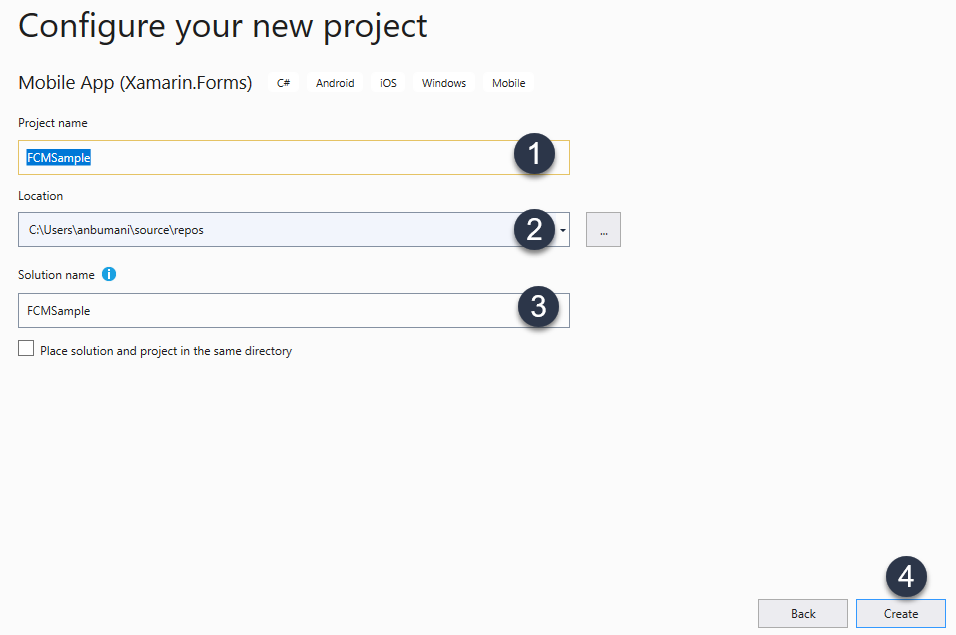 Configure your new project
Mobile App (Xamarin.Forms) C# Android iOS Windows Mobile
Project name
FCMSample 1
Location
C:\Users\anbumani\source\repos 2 ...
Solution name i
FCMSample 3
Place solution and project in the same directory
4
Back Create